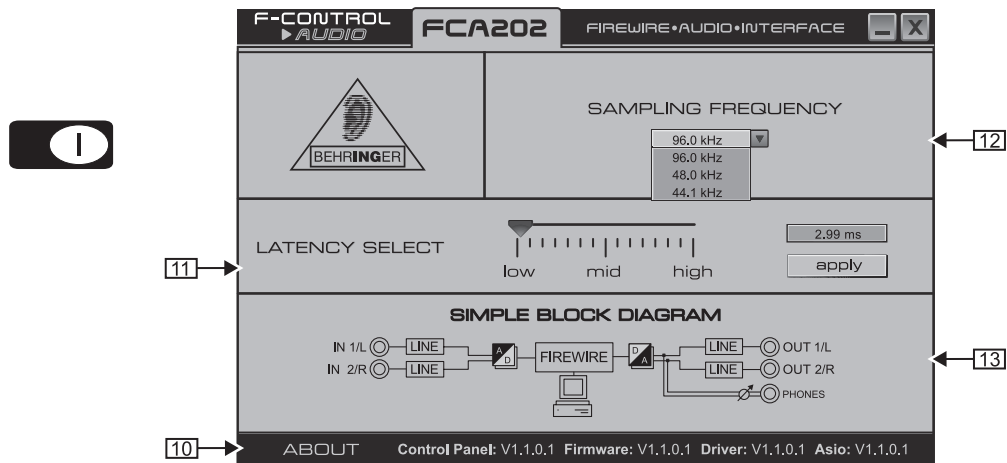 F-CONTROL
▶AUDIO
FCA202
FIREWIRE•AUDIO•INTERFACE
X
BEHRINGER
SAMPLING FREQUENCY
96.0 kHz
96.0 kHz
48.0 kHz
44.1 kHz
12
I
LATENCY SELECT
low mid high
2.99 ms
apply
11
SIMPLE BLOCK DIAGRAM
IN 1/L LINE A D FIREWIRE D A LINE OUT 1/L
IN 2/R LINE LINE OUT 2/R
PHONES
13
10
ABOUT Control Panel: V1.1.0.1 Firmware: V1.1.0.1 Driver: V1.1.0.1 Asio: V1.1.0.1